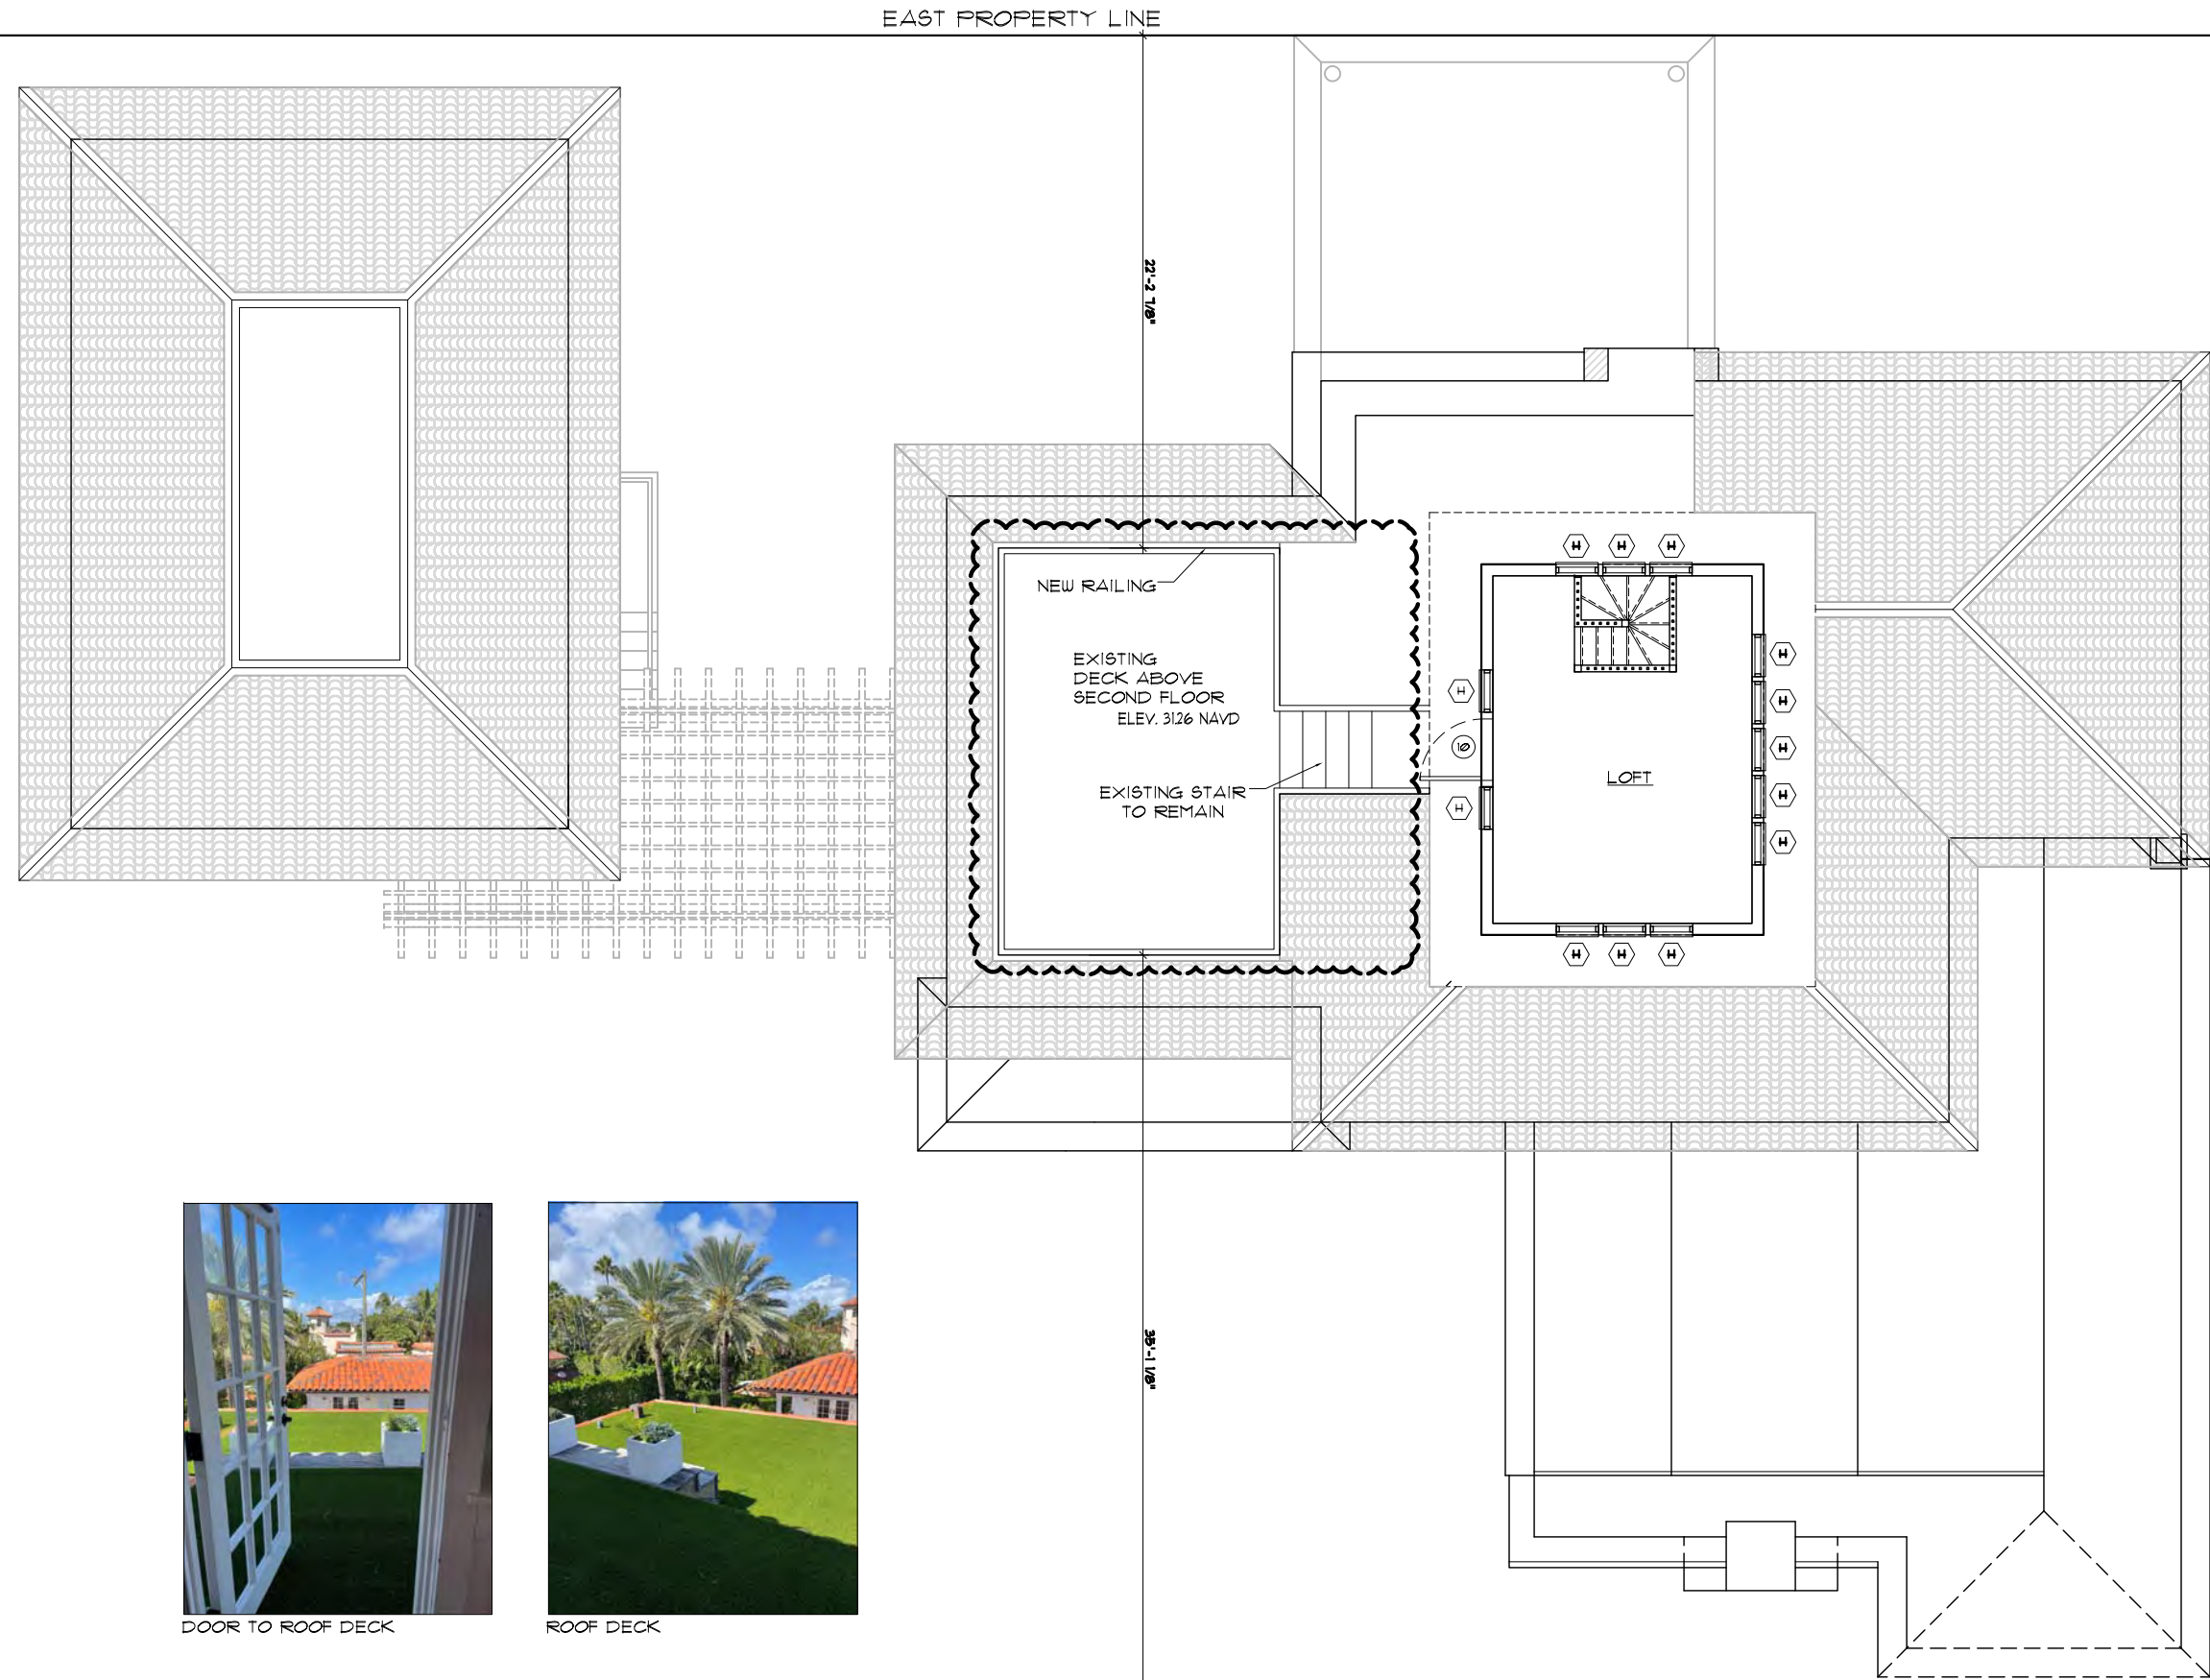 EAST PROPERTY LINE
22'-2 7/8"
NEW RAILING
EXISTING
DECK ABOVE
SECOND FLOOR
ELEV. 31.26 NAVD
EXISTING STAIR
TO REMAIN
H H H
H
H
H
10
H
LOFT
H
H
H
H
H H H
35'-1 1/8"
DOOR TO ROOF DECK
ROOF DECK